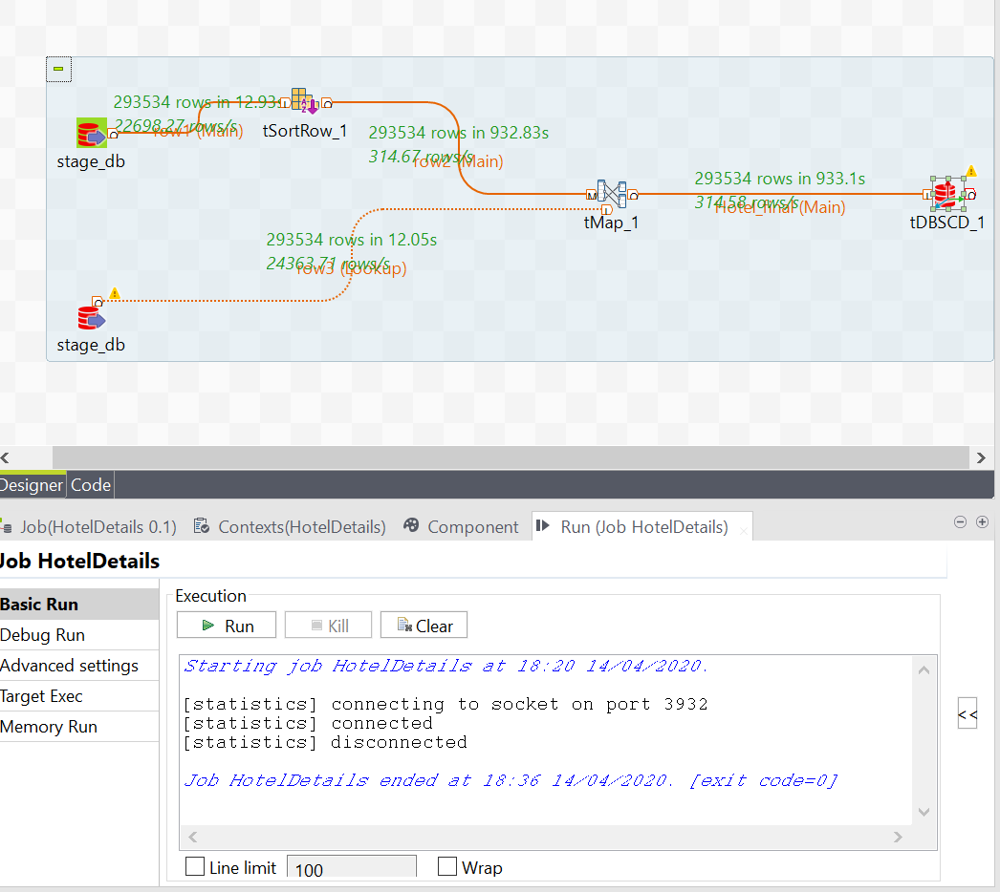 293534 rows in 12.93s
22698.27 rows/s
row1 (Main)
tSortRow_1
stage_db
293534 rows in 932.83s
314.67 rows/s
row2 (Main)
293534 rows in 933.1s
314.58 rows/s
Hotel_final (Main)
tMap_1
tDBSCD_1
293534 rows in 12.05s
24363.71 rows/s
row3 (Lookup)
stage_db
Designer Code
Job(HotelDetails 0.1) Contexts(HotelDetails) Component Run (Job HotelDetails)
Job HotelDetails
Basic Run
Debug Run
Advanced settings
Target Exec
Memory Run
Execution
Run Kill Clear
Starting job HotelDetails at 18:20 14/04/2020.
[statistics] connecting to socket on port 3932
[statistics] connected
[statistics] disconnected
Job HotelDetails ended at 18:36 14/04/2020. [exit code=0]
<<
Line limit 100 Wrap